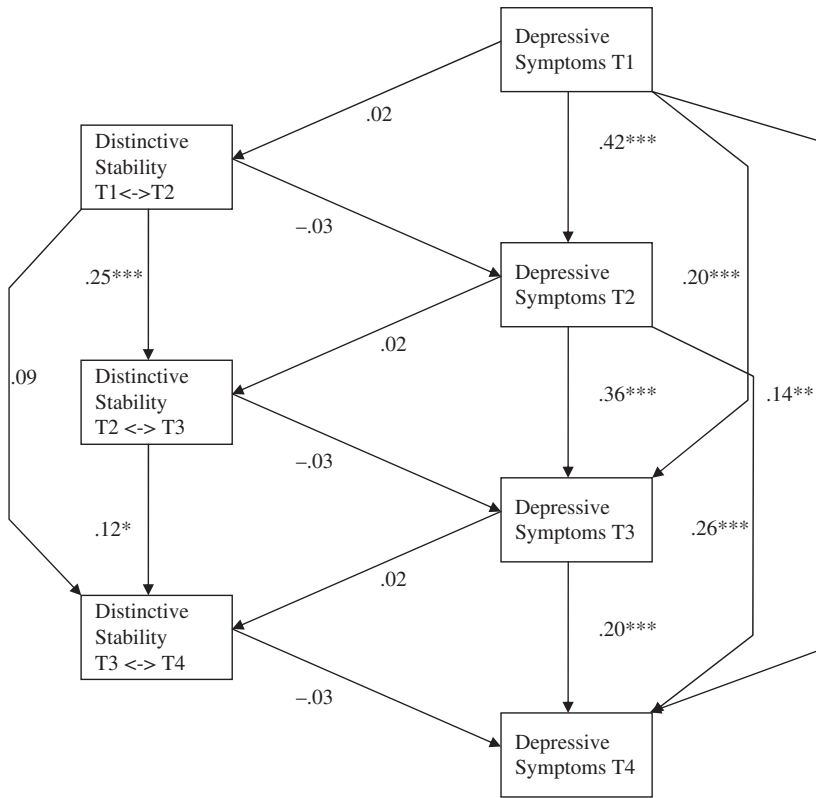 Depressive
Symptoms T1
.02
.42***
Distinctive
Stability
T1<->T2
–.03
.25***
Depressive
Symptoms T2
.20***
.02
.09
Distinctive
Stability
T2 <-> T3
.36***
.14**
–.03
Depressive
Symptoms T3
.12*
.26***
.02
Distinctive
Stability
T3 <-> T4
.20***
–.03
Depressive
Symptoms T4